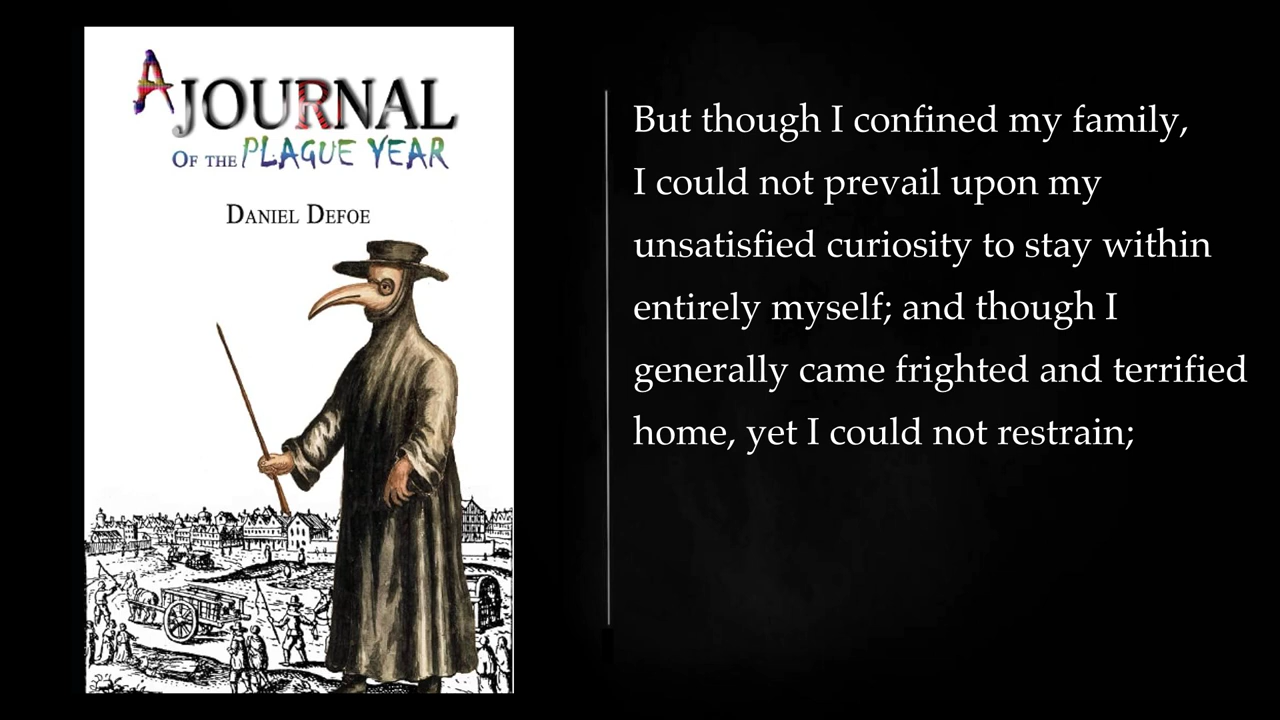 A JOURNAL
OF THE PLAGUE YEAR
DANIEL DEFOE
But though I confined my family,
I could not prevail upon my
unsatisfied curiosity to stay within
entirely myself; and though I
generally came frighted and terrified
home, yet I could not restrain;